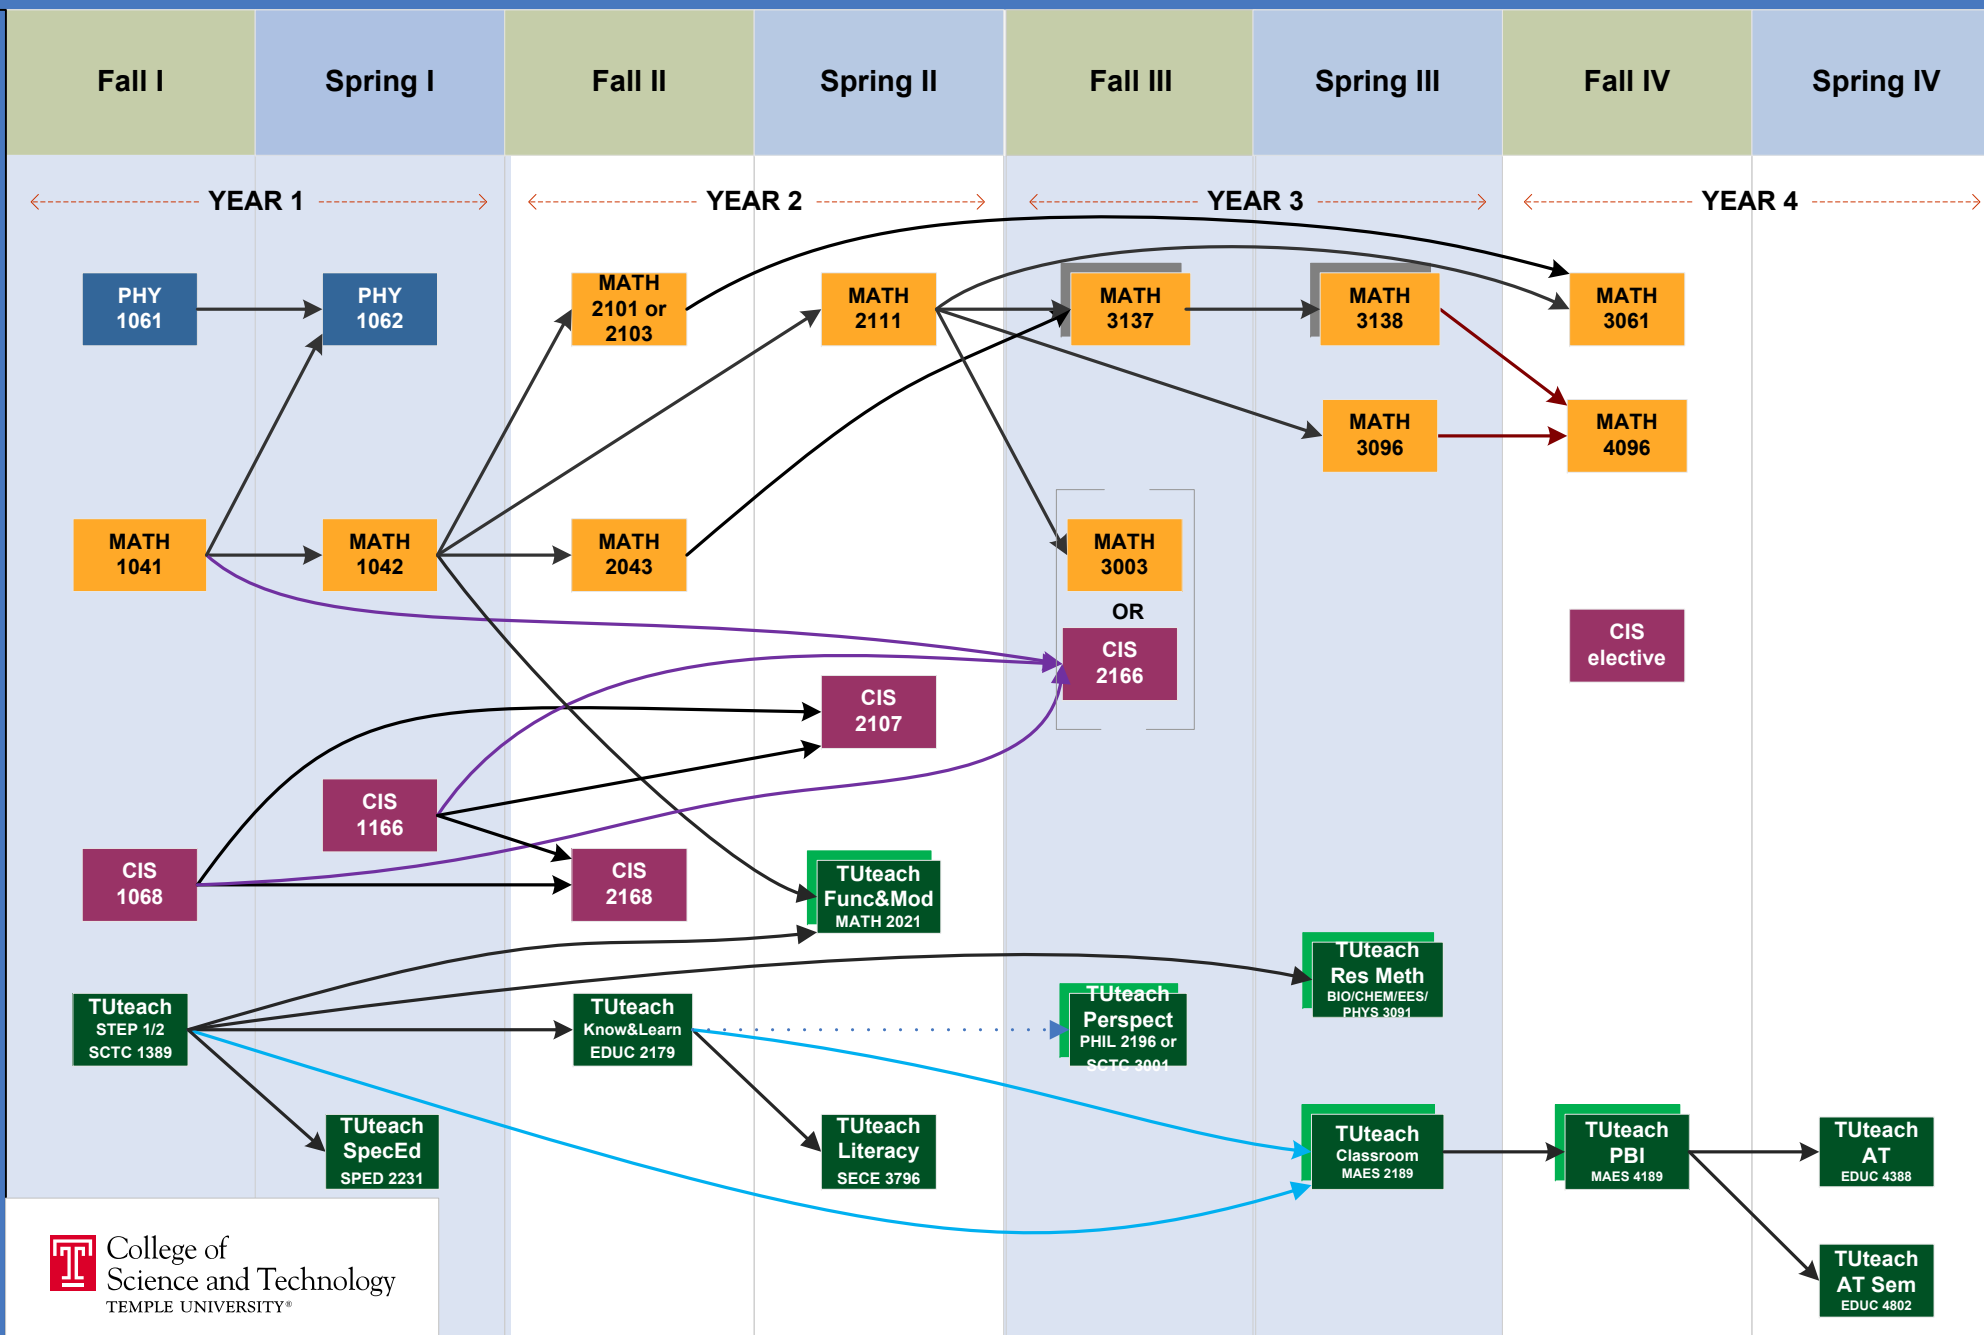 Fall I
Spring I
Fall II
Spring II
Fall III
Spring III
Fall IV
Spring IV
YEAR 1
YEAR 2
YEAR 3
YEAR 4
PHY
1061
PHY
1062
MATH
2101 or
2103
MATH
2111
MATH
3137
MATH
3138
MATH
3061
MATH
3096
MATH
4096
MATH
1041
MATH
1042
MATH
2043
MATH
3003
OR
CIS
2166
CIS
elective
CIS
2107
CIS
1166
CIS
1068
CIS
2168
TUteach
Func&Mod
MATH 2021
TUteach
Res Meth
BIO/CHEM/EES/
PHYS 3091
TUteach
STEP 1/2
SCTC 1389
TUteach
Know&Learn
EDUC 2179
TUteach
Perspect
PHIL 2196 or
SCTC 3001
TUteach
SpecEd
SPED 2231
TUteach
Literacy
SECE 3796
TUteach
Classroom
MAES 2189
TUteach
PBI
MAES 4189
TUteach
AT
EDUC 4388
TUteach
AT Sem
EDUC 4802
College of
Science and Technology
TEMPLE UNIVERSITY®